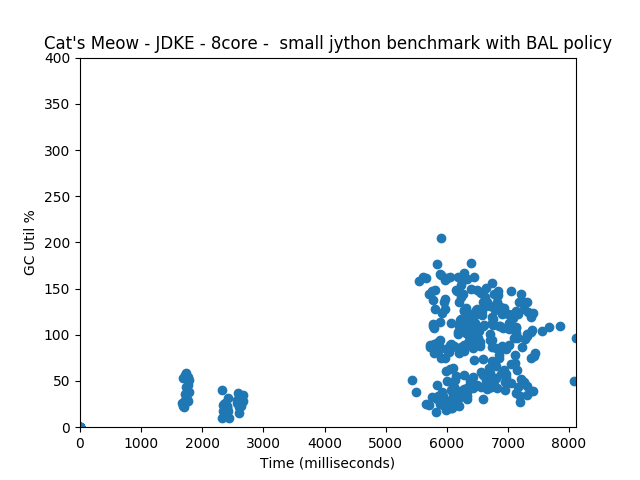 Cat's Meow - JDKE - 8core -  small jython benchmark with BAL policy
400
350
300
250
200
150
100
50
0
GC Util %
0 1000 2000 3000 4000 5000 6000 7000 8000
Time (milliseconds)